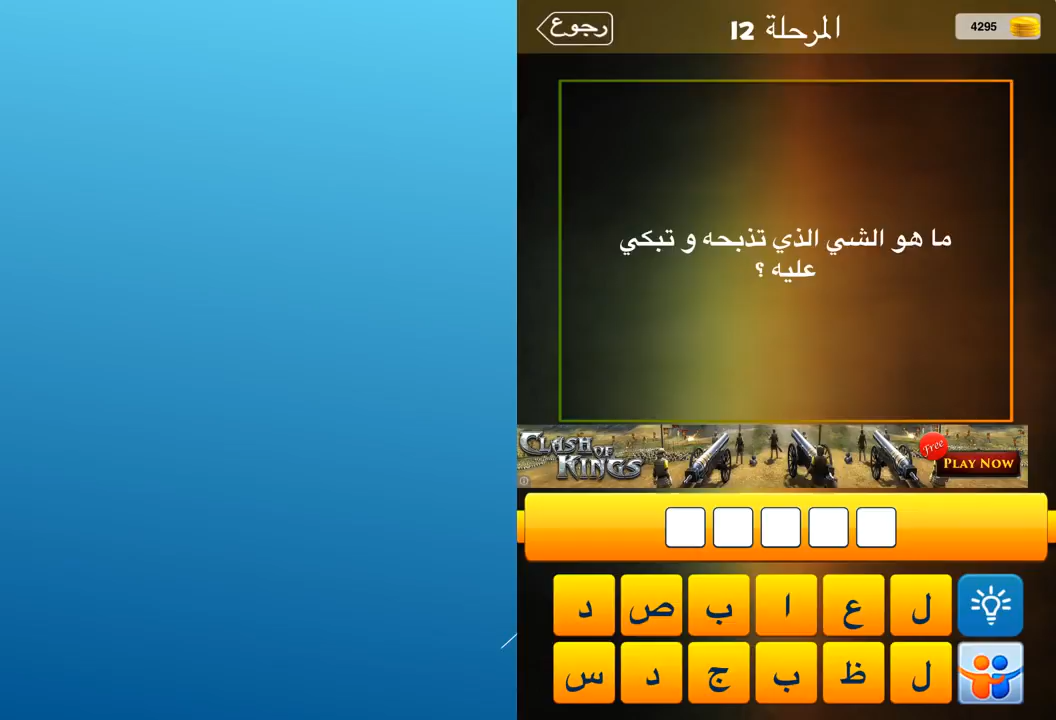 رجوع
المرحلة 12
4295
ما هو الشي الذي تذبحه و تبكي
عليه ؟
CLASH OF KINGS
Free
PLAY NOW
ل ع ا ب ص د
ل ظ ب ج د س